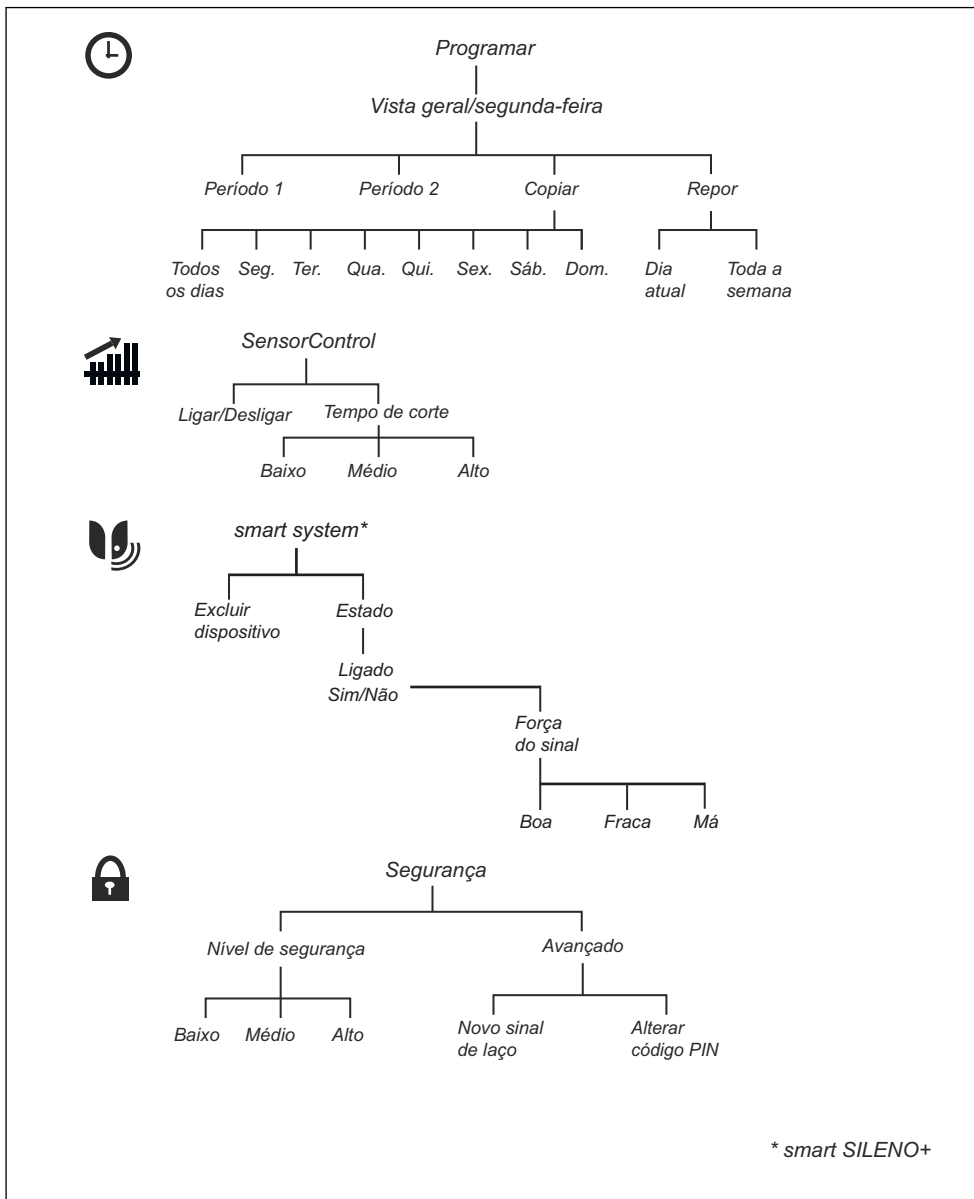 Programar
Vista geral/segunda-feira
Período 1 Período 2 Copiar Repor
Todos os dias Seg. Ter. Qua. Qui. Sex. Sáb. Dom. Dia atual Toda a semana
SensorControl
Ligar/Desligar Tempo de corte
Baixo Médio Alto
smart system*
Excluir dispositivo Estado
Ligado
Sim/Não
Força
do sinal
Boa Fraca Má
Segurança
Nível de segurança Avançado
Baixo Médio Alto Novo sinal de laço Alterar código PIN
* smart SILENO+